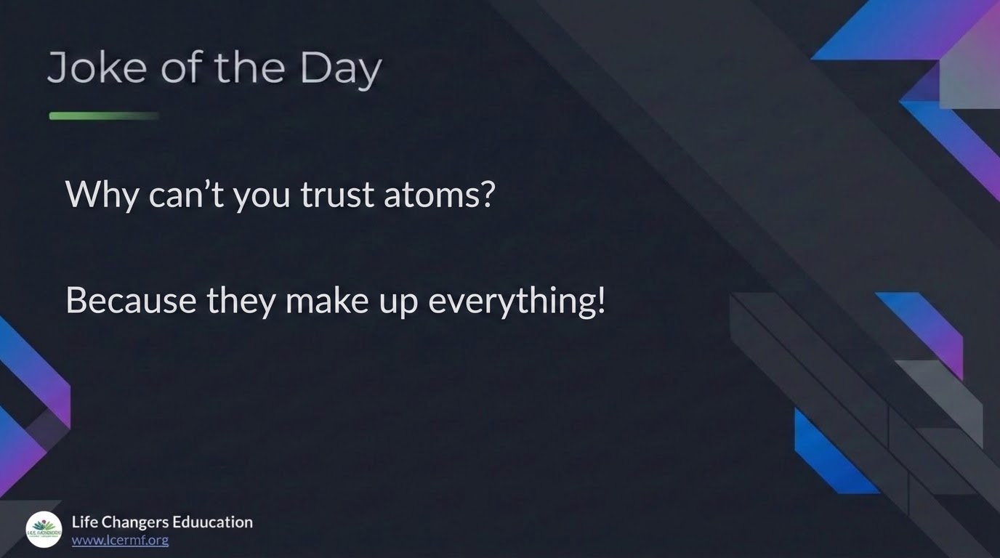 Joke of the Day
Why can’t you trust atoms?
Because they make up everything!
Life Changers Eduucation
www.lcermf.org